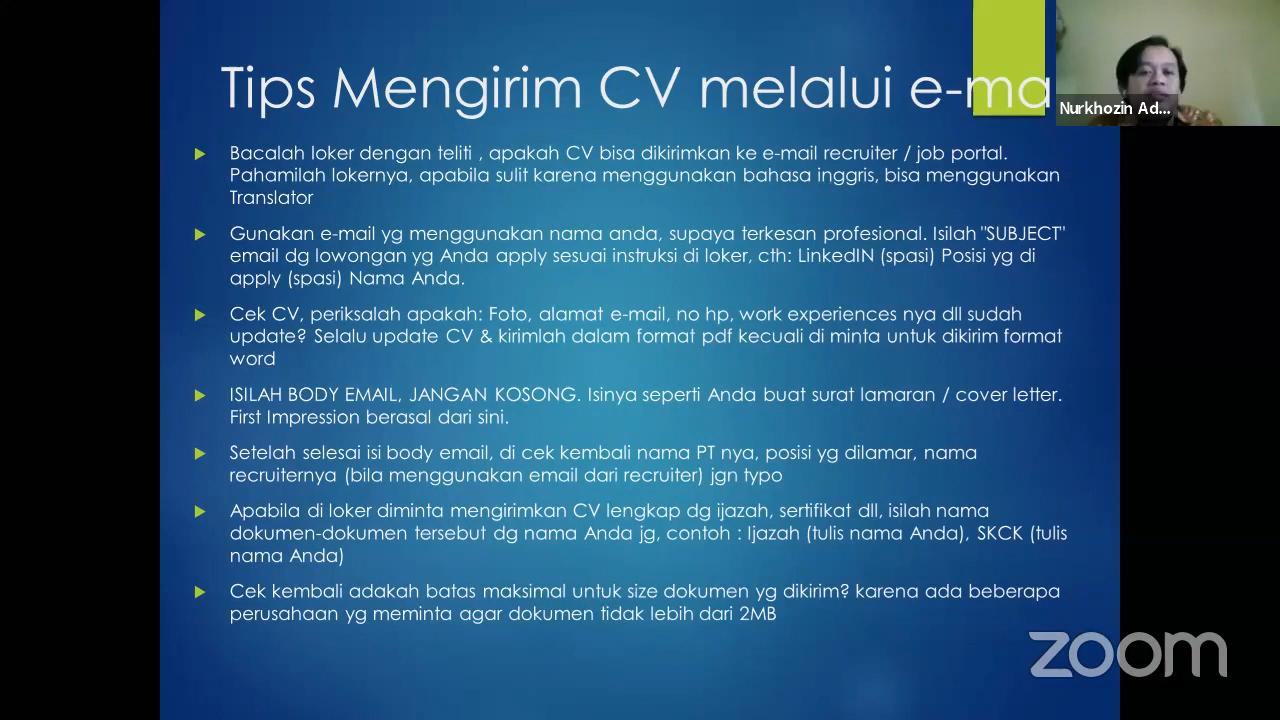 Tips Mengirim CV melalui e-ma
Nurkhozin Ad...
Bacalah loker dengan teliti , apakah CV bisa dikirimkan ke e-mail recruiter / job portal.
Pahamilah lokernya, apabila sulit karena menggunakan bahasa inggris, bisa menggunakan
Translator
Gunakan e-mail yg menggunakan nama anda, supaya terkesan profesional. Isilah "SUBJECT"
email dg lowongan yg Anda apply sesuai instruksi di loker, cth: LinkedIN (spasi) Posisi yg di
apply (spasi) Nama Anda.
Cek CV, periksalah apakah: Foto, alamat e-mail, no hp, work experiences nya dll sudah
update? Selalu update CV & kirimlah dalam format pdf kecuali di minta untuk dikirim format
word
ISILAH BODY EMAIL, JANGAN KOSONG. Isinya seperti Anda buat surat lamaran / cover letter.
First Impression berasal dari sini.
Setelah selesai isi body email, di cek kembali nama PT nya, posisi yg dilamar, nama
recruiternya (bila menggunakan email dari recruiter) jgn typo
Apabila di loker diminta mengirimkan CV lengkap dg ijazah, sertifikat dll, isilah nama
dokumen-dokumen tersebut dg nama Anda jg, contoh : Ijazah (tulis nama Anda), SKCK (tulis
nama Anda)
Cek kembali adakah batas maksimal untuk size dokumen yg dikirim? karena ada beberapa
perusahaan yg meminta agar dokumen tidak lebih dari 2MB
zoom